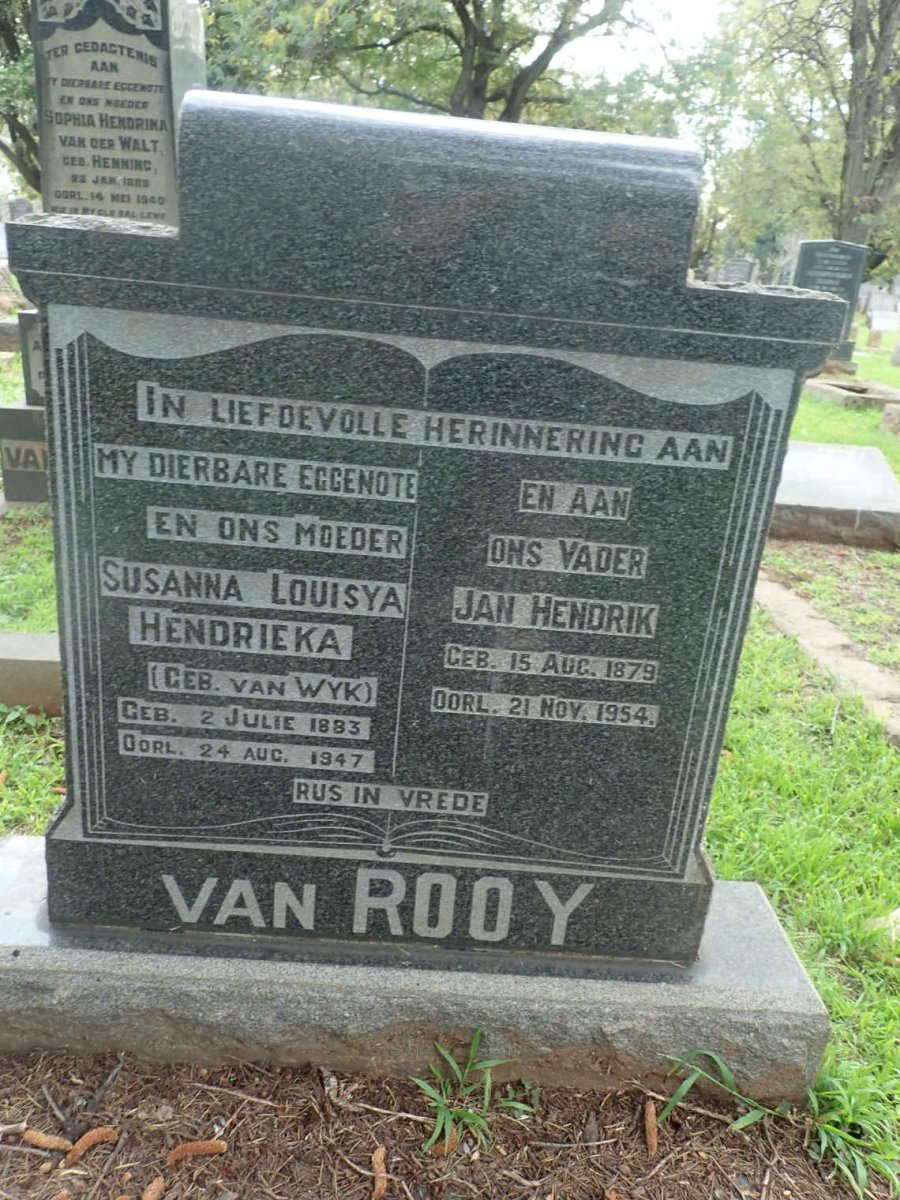 TER GEDAGTENIS
AAN
MY DIERBARE EGGENOTE
EN ONS MOEDER
SOPHIA HENDRINA
VAN DER WALT,
GEB. HENNING,
OORL. 14 MEI 1940
IN LIEFDEVOLLE HERINNERING AAN
MY DIERBARE EGGENOTE
EN ONS MOEDER
SUSANNA LOUISYA
HENDRIEKA
(GEB. VAN WYK)
GEB. 2 JULIE 1883
OORL. 24 AUG. 1947
EN AAN
ONS VADER
JAN HENDRIK
GEB. 15 AUG. 1879
OORL. 21 NOV. 1954.
RUS IN VREDE
VAN ROOY
VAN